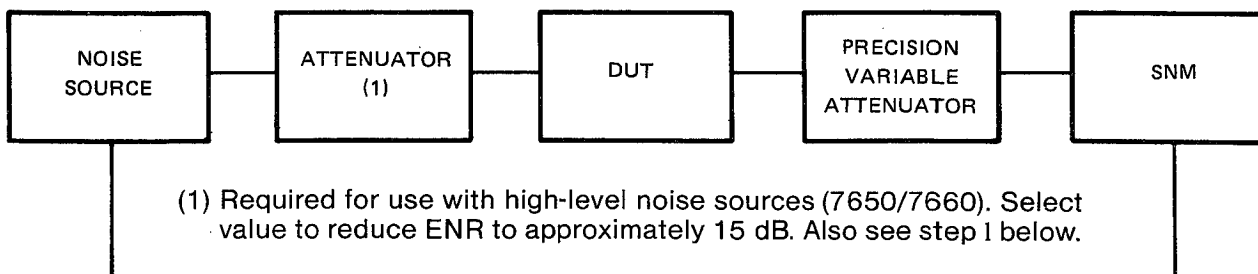 NOISE
SOURCE
ATTENUATOR
(1)
DUT
PRECISION
VARIABLE
ATTENUATOR
SNM
(1) Required for use with high-level noise sources (7650/7660). Select
value to reduce ENR to approximately 15 dB. Also see step 1 below.